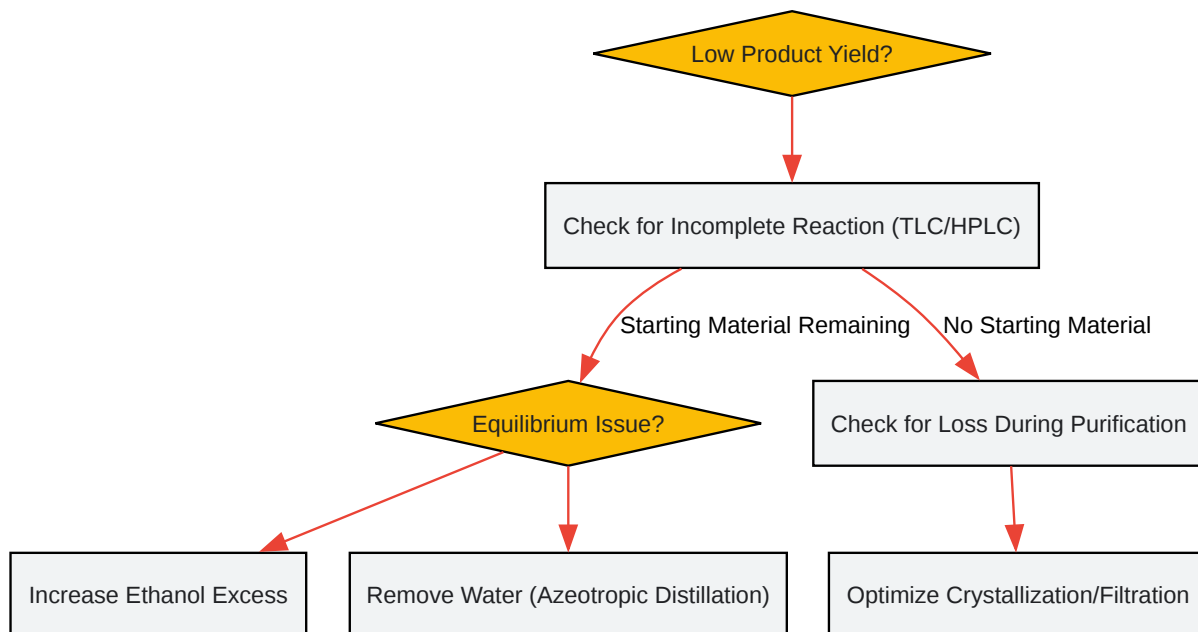 Low Product Yield?
Check for Incomplete Reaction (TLC/HPLC)
Starting Material Remaining
No Starting Material
Equilibrium Issue?
Check for Loss During Purification
Increase Ethanol Excess
Remove Water (Azeotropic Distillation)
Optimize Crystallization/Filtration